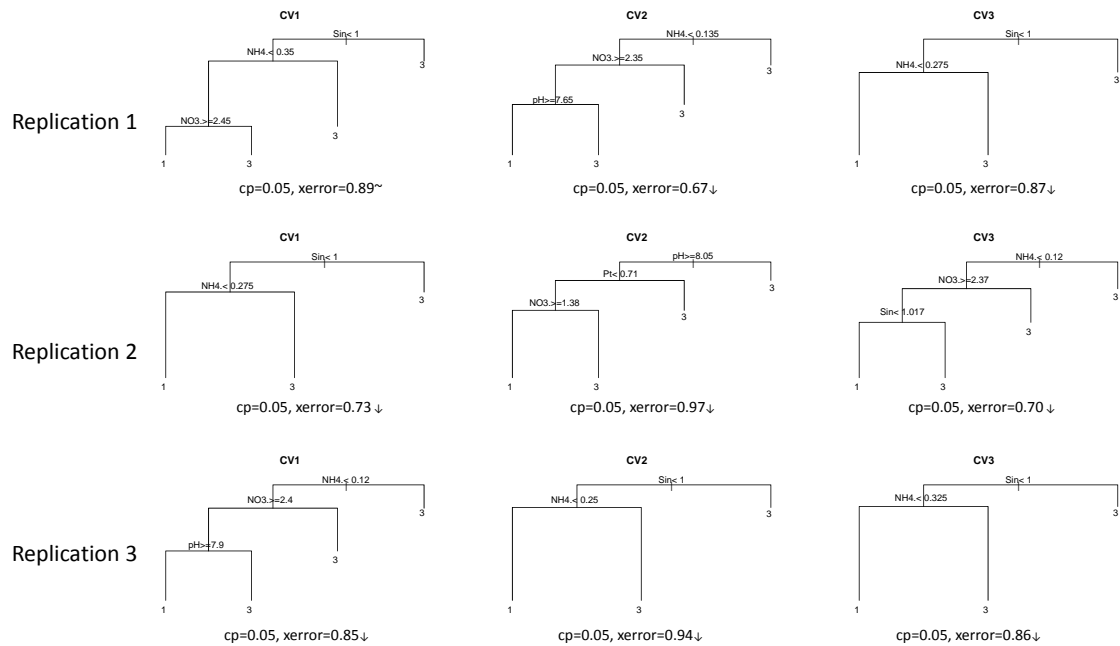 CV1
CV2
CV3
Sin< 1
NH4.< 0.35
NO3.>=2.45
1
3
3
3
NH4.< 0.135
NO3.>=2.35
pH>=7.65
1
3
3
3
Sin< 1
NH4.< 0.275
1
3
3
Replication 1
cp=0.05, xerror=0.89~
cp=0.05, xerror=0.67↓
cp=0.05, xerror=0.87↓
CV1
CV2
CV3
Sin< 1
NH4.< 0.275
1
3
3
pH>=8.05
Pt< 0.71
NO3.>=1.38
1
3
3
3
NH4.< 0.12
NO3.>=2.37
Sin< 1.017
1
3
3
3
Replication 2
cp=0.05, xerror=0.73 ↓
cp=0.05, xerror=0.97↓
cp=0.05, xerror=0.70 ↓
CV1
CV2
CV3
NH4.< 0.12
NO3.>=2.4
pH>=7.9
1
3
3
3
Sin< 1
NH4.< 0.25
1
3
3
Sin< 1
NH4.< 0.325
1
3
3
Replication 3
cp=0.05, xerror=0.85↓
cp=0.05, xerror=0.94↓
cp=0.05, xerror=0.86↓